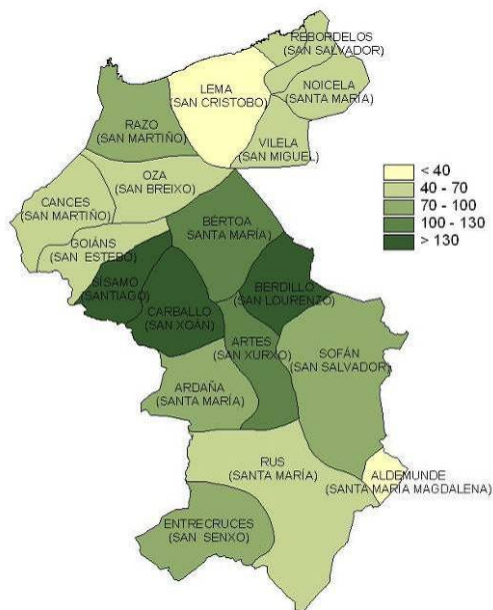 REBORDELOS
(SAN SALVADOR)
LEMA
(SAN CRISTOBO)
NOICELA
(SANTA MARÍA)
RAZO
(SAN MARTIÑO)
VILELA
(SAN MIGUEL)
OZA
(SAN BREIXO)
CANCES
(SAN MARTIÑO)
< 40
40 - 70
70 - 100
100 - 130
> 130
BÉRTOA
SANTA MARÍA)
GOIÁNS
(SAN ESTEBO)
SÍSAMO
(SANTIAGO)
BERDILLO
(SAN LOURENZO)
CARBALLO
(SAN XOÁN)
ARTES
(SAN XURXO)
SOFÁN
(SAN SALVADOR)
ARDAÑA
(SANTA MARÍA)
RUS
(SANTA MARÍA)
ALDEMUNDE
(SANTA MARÍA MAGDALENA)
ENTRECRUCES
(SAN SENXO)